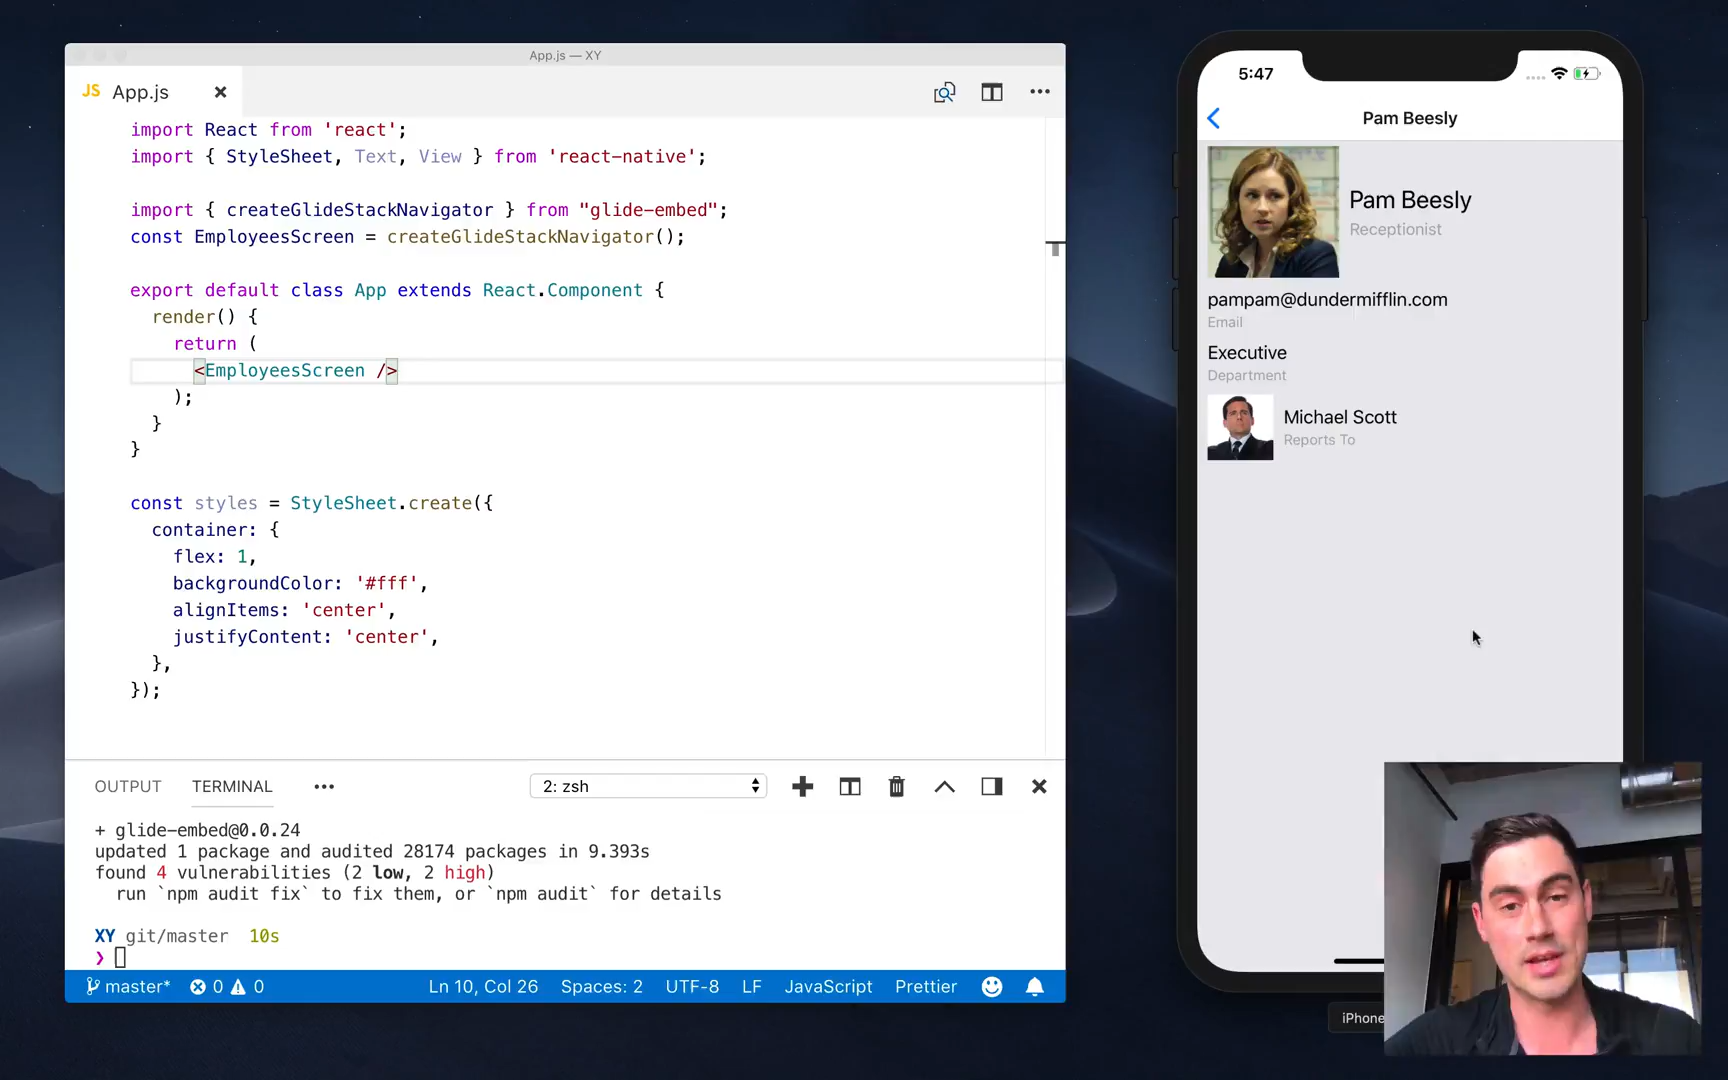 App.js — XY
JS App.js
import React from 'react';
import { StyleSheet, Text, View } from 'react-native';
import { createGlideStackNavigator } from "glide-embed";
const EmployeesScreen = createGlideStackNavigator();
export default class App extends React.Component {
render() {
return (
<EmployeesScreen />
);
}
}
const styles = StyleSheet.create({
container: {
flex: 1,
backgroundColor: '#fff',
alignItems: 'center',
justifyContent: 'center',
},
});
OUTPUT TERMINAL
2: zsh
+ glide-embed@0.0.24
updated 1 package and audited 28174 packages in 9.393s
found 4 vulnerabilities (2 low, 2 high)
run `npm audit fix` to fix them, or `npm audit` for details
XY git/master 10s
❯
master* 0 0 Ln 10, Col 26 Spaces: 2 UTF-8 LF JavaScript Prettier
5:47
Pam Beesly
Pam Beesly
Receptionist
pampam@dundermifflin.com
Email
Executive
Department
Michael Scott
Reports To
iPhone